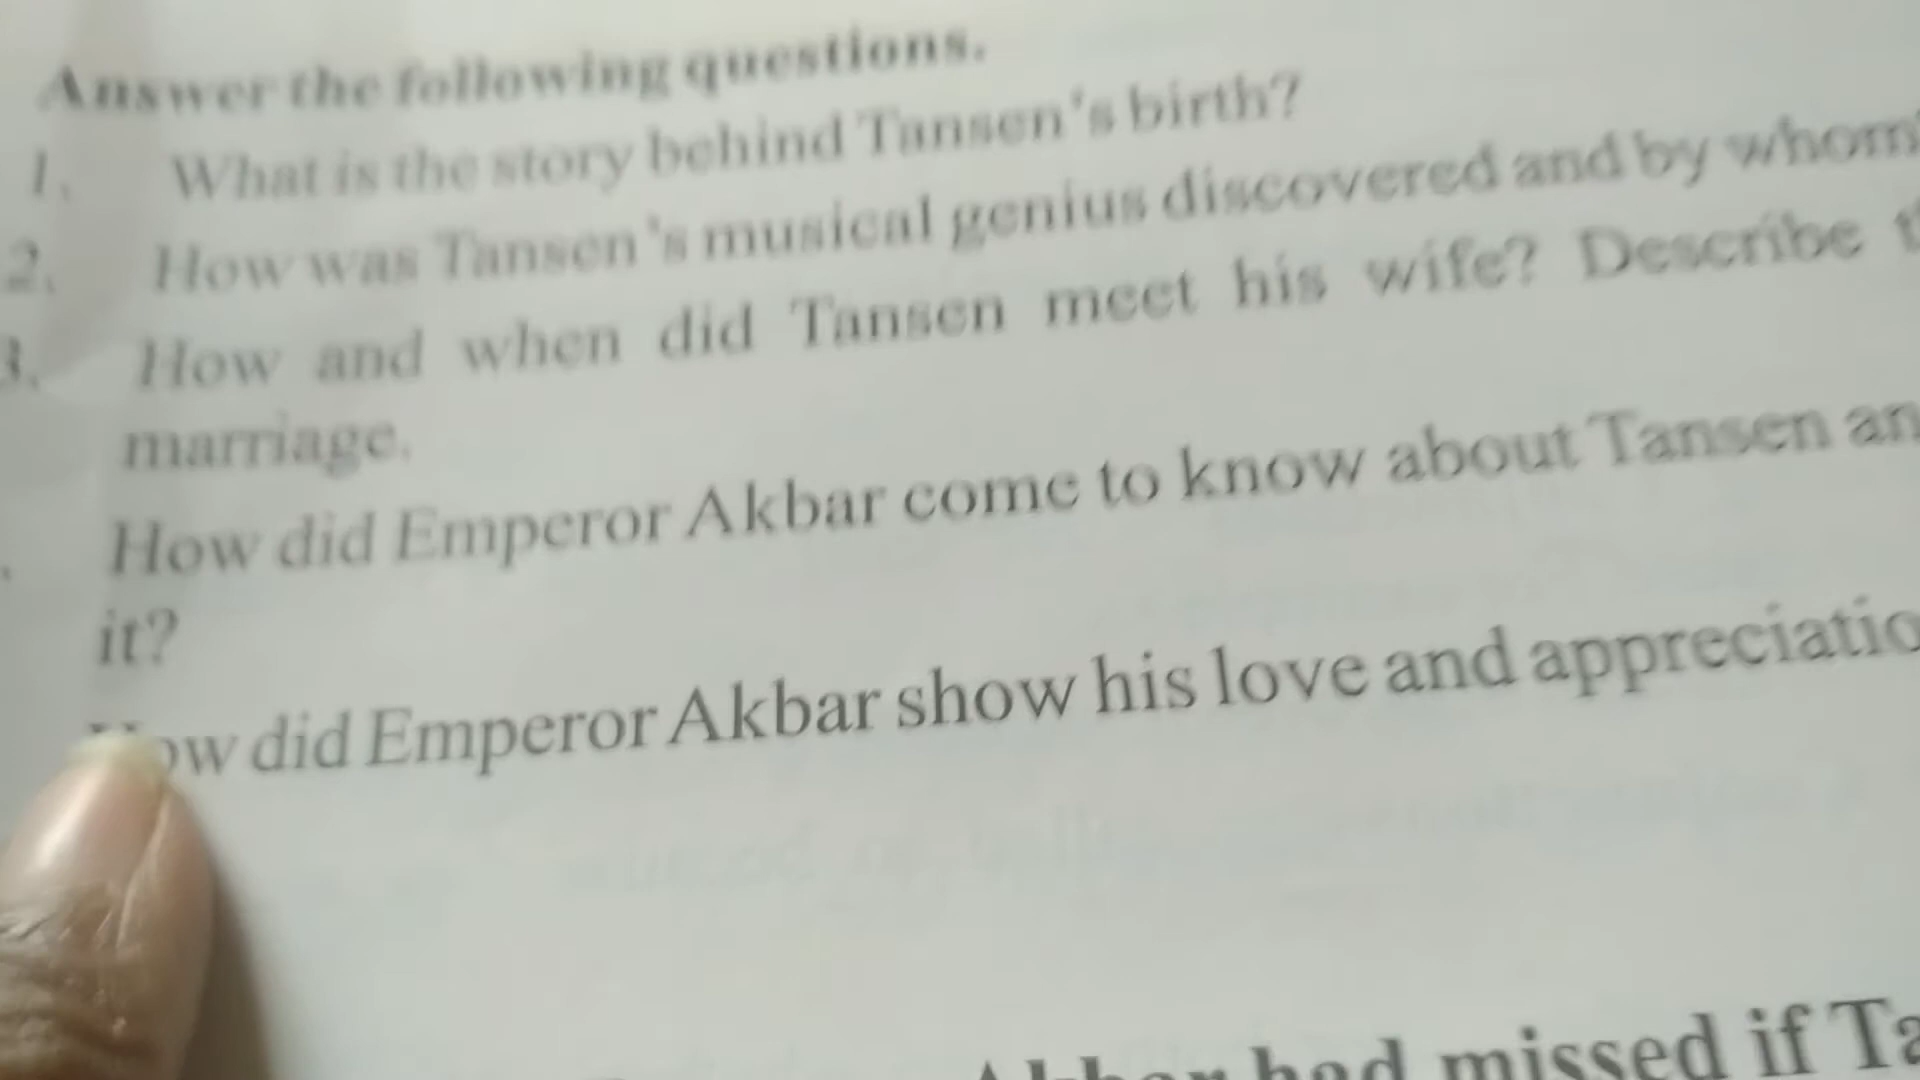 Answer the following questions.
1. What is the story behind Tansen's birth?
2. How was Tansen's musical genius discovered and by whom
3. How and when did Tansen meet his wife? Describe
marriage.
How did Emperor Akbar come to know about Tansen an
it?
ow did Emperor Akbar show his love and appreciatio
Akbar had missed if Ta